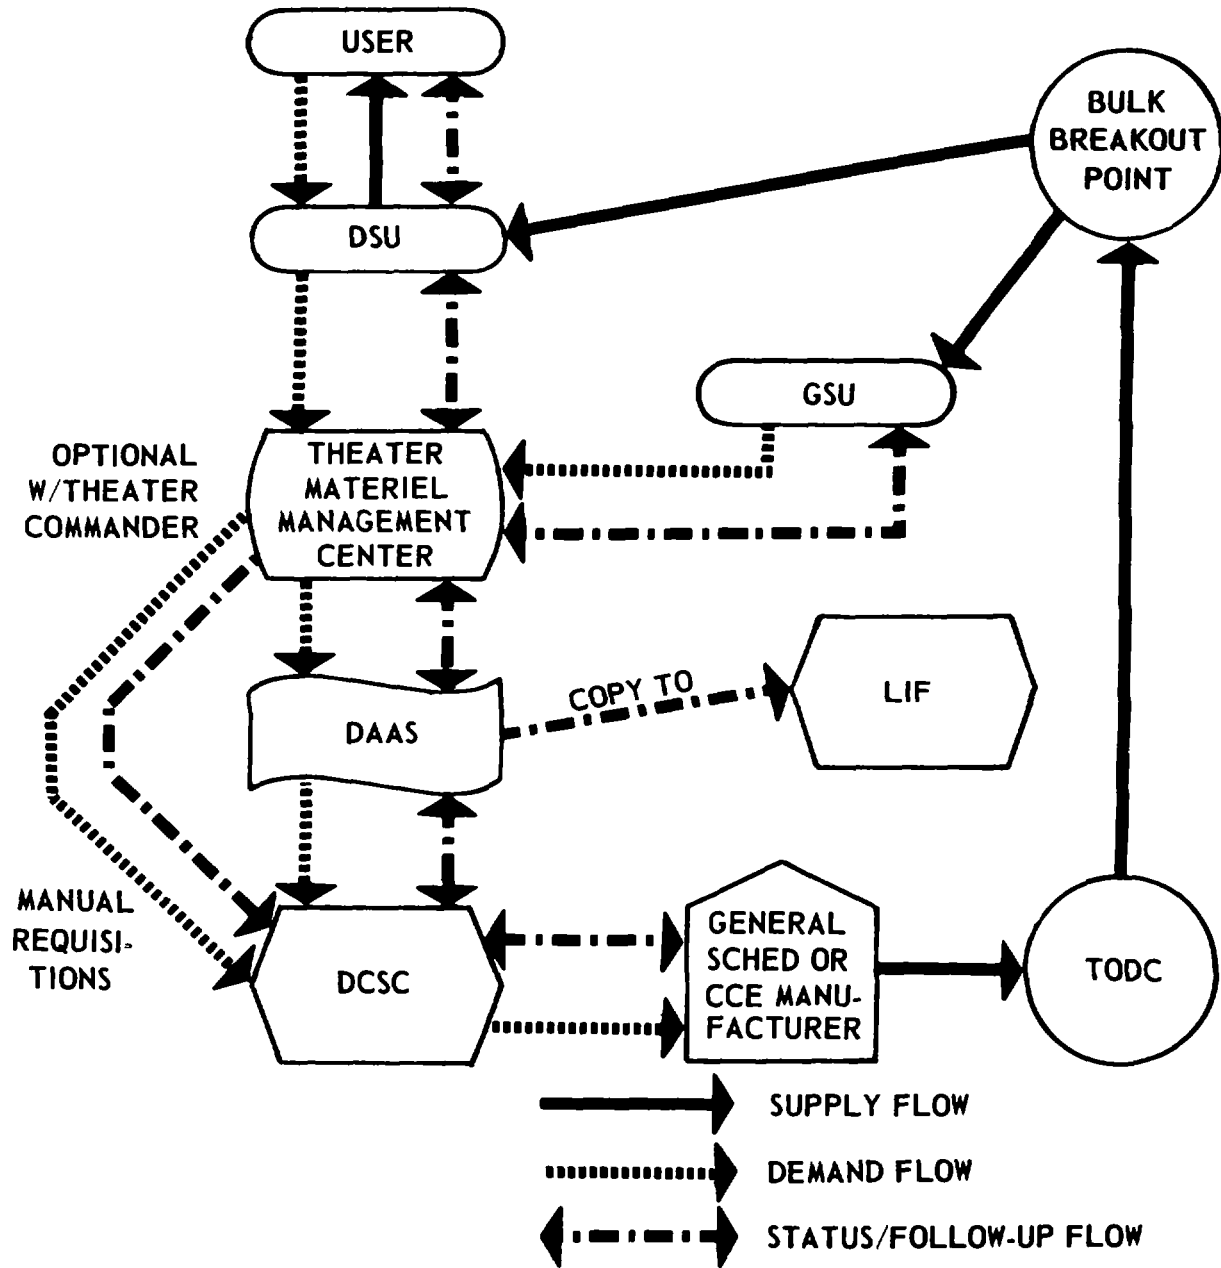 USER
BULK
BREAKOUT
POINT
DSU
GSU
OPTIONAL
W/THEATER
COMMANDER
THEATER
MATERIEL
MANAGEMENT
CENTER
COPY TO
LIF
DAAS
MANUAL
REQUISI-
TIONS
DCSC
GENERAL
SCHED OR
CCE MANU-
FACTURER
TODC
SUPPLY FLOW
DEMAND FLOW
STATUS/FOLLOW-UP FLOW